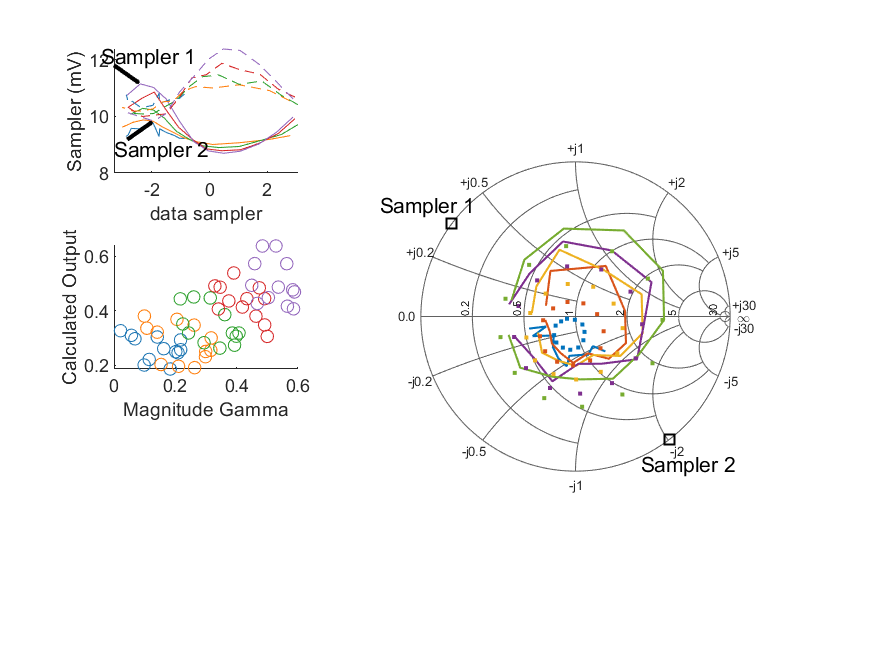 Sampler 1
12
10
8
Sampler (mV)
Sampler 2
-2 0 2
data sampler
0.6
0.4
0.2
Calculated Output
0 0.2 0.4 0.6
Magnitude Gamma
+j1
+j0.5 +j2
Sampler 1
+j0.2 +j5
0.0 0.2 0.5 1 2 5 30 +j30
∞
-j30
-j0.2 -j5
-j0.5 -j2
Sampler 2
-j1